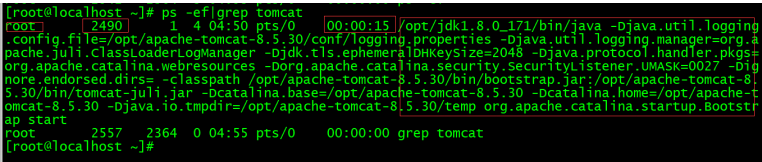 [root@localhost ~]# ps -ef|grep tomcat
root       2490     1  4 04:50 pts/0    00:00:15 /opt/jdk1.8.0_171/bin/java -Djava.util.logging
.config.file=/opt/apache-tomcat-8.5.30/conf/logging.properties -Djava.util.logging.manager=org.a
pache.juli.ClassLoaderLogManager -Djdk.tls.ephemeralDHKeySize=2048 -Djava.protocol.handler.pkgs=
org.apache.catalina.webresources -Dorg.apache.catalina.security.SecurityListener.UMASK=0027 -Dig
nore.endorsed.dirs= -classpath /opt/apache-tomcat-8.5.30/bin/bootstrap.jar:/opt/apache-tomcat-8.
5.30/bin/tomcat-juli.jar -Dcatalina.base=/opt/apache-tomcat-8.5.30 -Dcatalina.home=/opt/apache-t
omcat-8.5.30 -Djava.io.tmpdir=/opt/apache-tomcat-8.5.30/temp org.apache.catalina.startup.Bootstr
ap start
root       2557  2364  0 04:55 pts/0    00:00:00 grep tomcat
[root@localhost ~]#